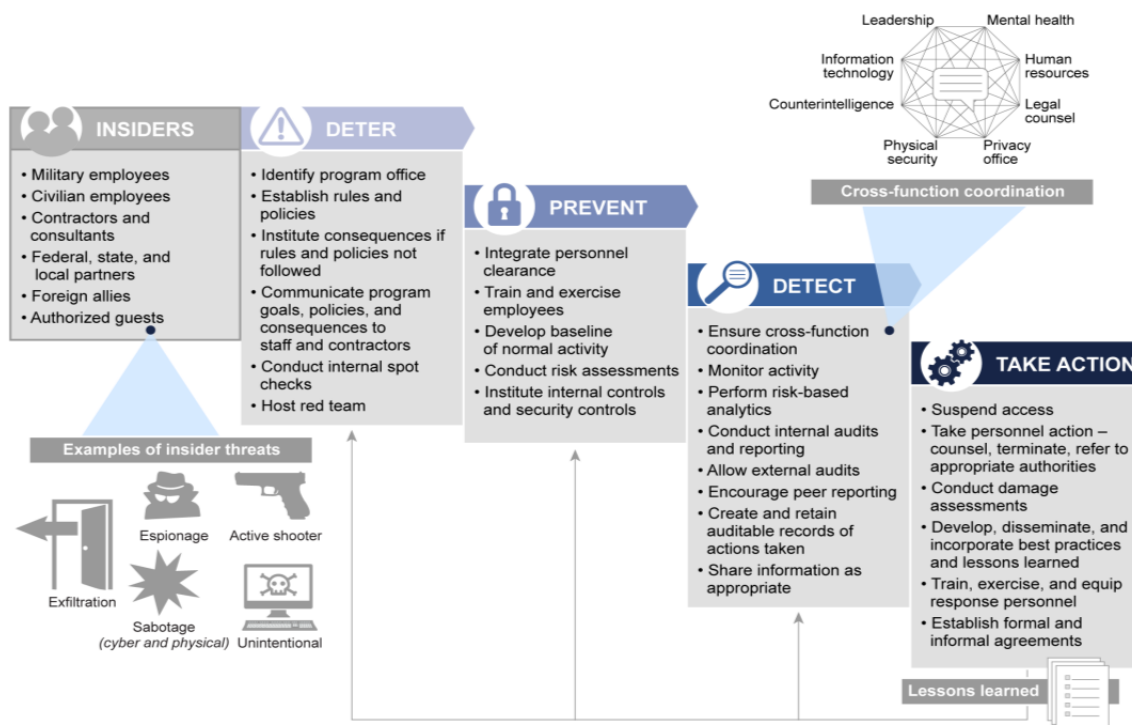 Leadership
Mental health
Information
technology
Human
resources
Counterintelligence
Legal
counsel
Physical
security
Privacy
office
Cross-function coordination
INSIDERS
• Military employees
• Civilian employees
• Contractors and
consultants
• Federal, state, and
local partners
• Foreign allies
• Authorized guests
Examples of insider threats
Exfiltration
Espionage
Active shooter
Sabotage
(cyber and physical)
Unintentional
DETER
• Identify program office
• Establish rules and
policies
• Institute consequences if
rules and policies not
followed
• Communicate program
goals, policies, and
consequences to
staff and contractors
• Conduct internal spot
checks
• Host red team
PREVENT
• Integrate personnel
clearance
• Train and exercise
employees
• Develop baseline
of normal activity
• Conduct risk assessments
• Institute internal controls
and security controls
DETECT
• Ensure cross-function
coordination
• Monitor activity
• Perform risk-based
analytics
• Conduct internal audits
and reporting
• Allow external audits
• Encourage peer reporting
• Create and retain
auditable records of
actions taken
• Share information as
appropriate
TAKE ACTION
• Suspend access
• Take personnel action –
counsel, terminate, refer to
appropriate authorities
• Conduct damage
assessments
• Develop, disseminate, and
incorporate best practices
and lessons learned
• Train, exercise, and equip
response personnel
• Establish formal and
informal agreements
Lessons learned